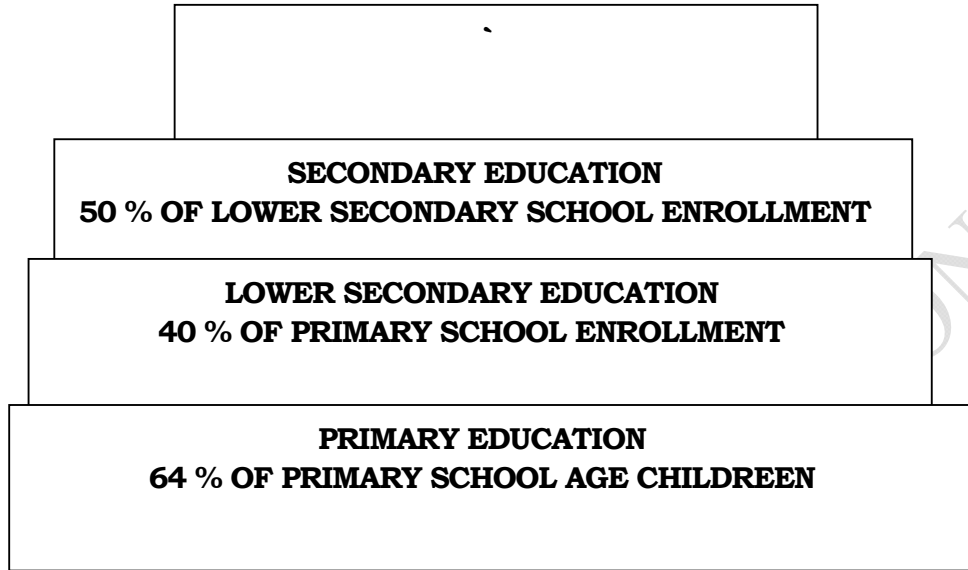 SECONDARY EDUCATION
50 % OF LOWER SECONDARY SCHOOL ENROLLMENT
LOWER SECONDARY EDUCATION
40 % OF PRIMARY SCHOOL ENROLLMENT
PRIMARY EDUCATION
64 % OF PRIMARY SCHOOL AGE CHILDREEN